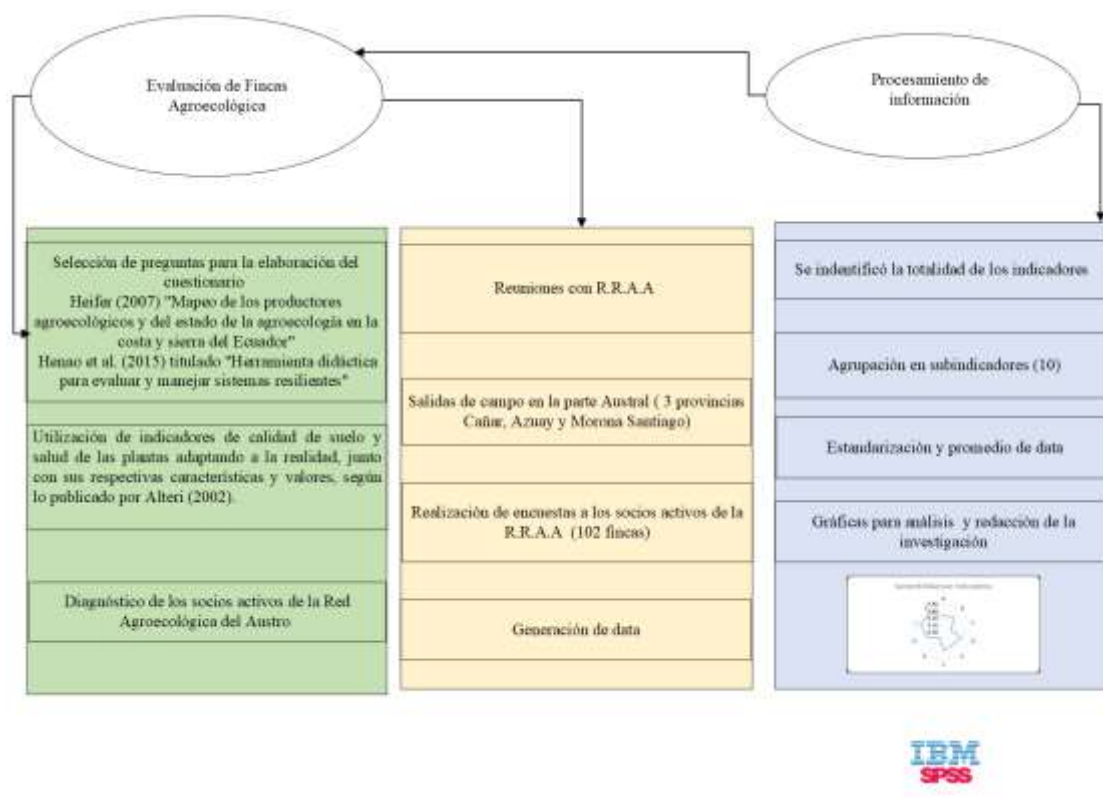 Evaluación de Fincas
Agroecológica
Procesamiento de
información
Selección de preguntas para la elaboración del
cuestionario
Heifer (2007) "Mapeo de los productores
agroecológicos y del estado de la agroecología en la
costa y sierra del Ecuador"
Henao et al. (2015) titulado "Herramienta didáctica
para evaluar y manejar sistemas resilientes"
Utilización de indicadores de calidad de suelo y
salud de las plantas adaptando a la realidad, junto
con sus respectivas características y valores, según
lo publicado por Alteri (2002).
Diagnóstico de los socios activos de la Red
Agroecológica del Austro
Reuniones con R.R.A.A
Salidas de campo en la parte Austral ( 3 provincias
Cañar, Azuay y Morona Santiago)
Realización de encuestas a los socios activos de la
R.R.A.A (102 fincas)
Generación de data
Se indentificó la totalidad de los indicadores
Agrupación en subindicadores (10)
Estandarización y promedio de data
Gráficas para análisis y redacción de la
investigación
IBM
SPSS